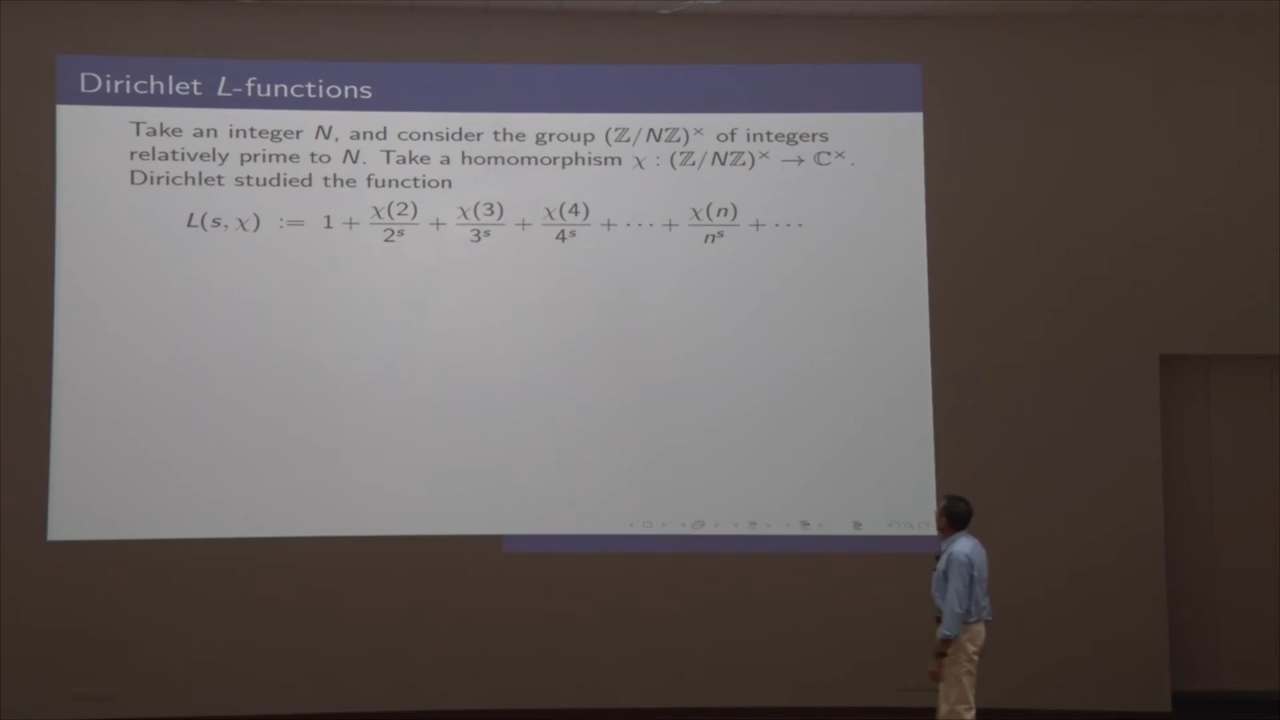 Dirichlet L-functions
Take an integer N, and consider the group (ℤ/Nℤ)× of integers
relatively prime to N. Take a homomorphism χ : (ℤ/Nℤ)× → ℂ×.
Dirichlet studied the function
L(s, χ) := 1 + χ(2)/2^s + χ(3)/3^s + χ(4)/4^s + ⋯ + χ(n)/n^s + ⋯